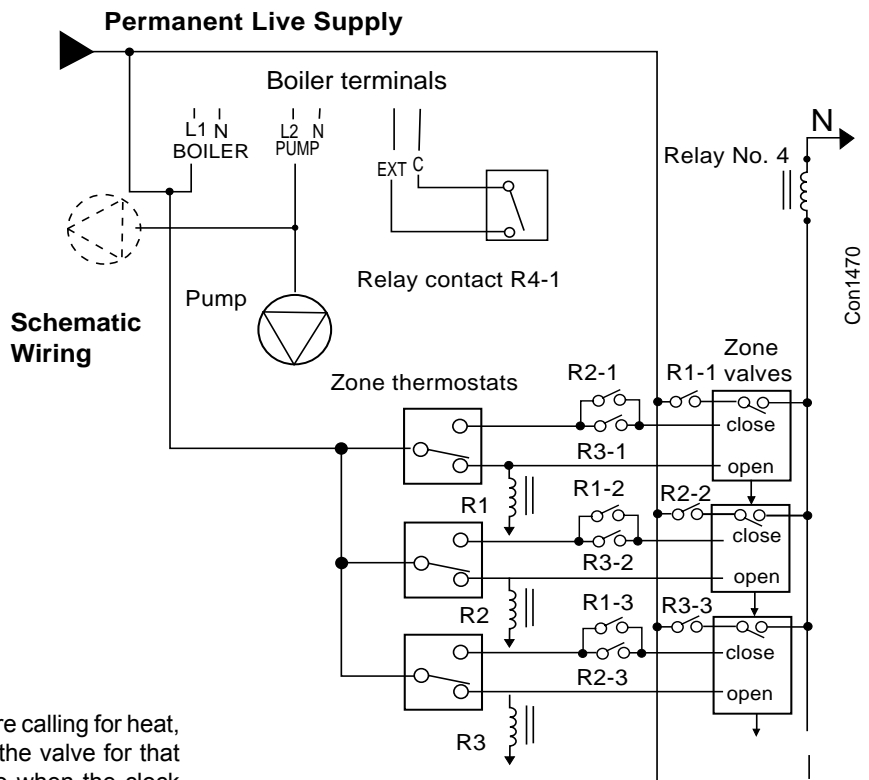 Permanent Live Supply
Boiler terminals
N
L1 N
BOILER
L2 N
PUMP
EXT C
Relay No. 4
Relay contact R4-1
Con1470
Pump
Schematic
Wiring
Zone thermostats
R2-1
R1-1
Zone
valves
close
R3-1
open
R1
R1-2
R2-2
close
R3-2
open
R2
R1-3
R3-3
close
R2-3
open
R3
re calling for heat,
the valve for that
when the clock